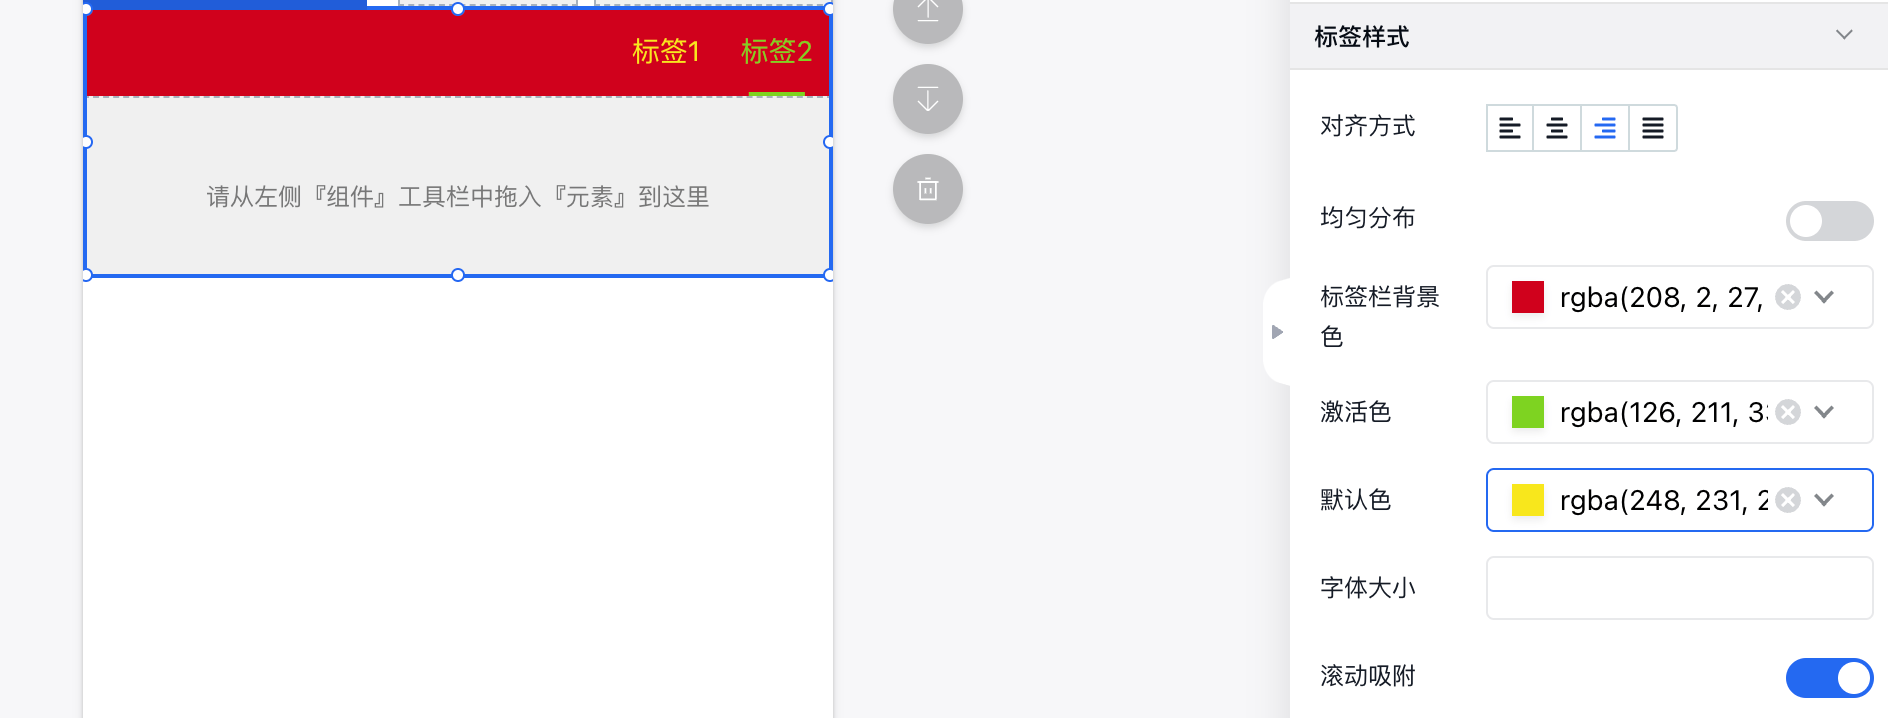 标签1 标签2
请从左侧『组件』工具栏中拖入『元素』到这里
标签样式
对齐方式
均匀分布
标签栏背景
色
rgba(208, 2, 27,
激活色
rgba(126, 211, 3
默认色
rgba(248, 231, 2
字体大小
滚动吸附